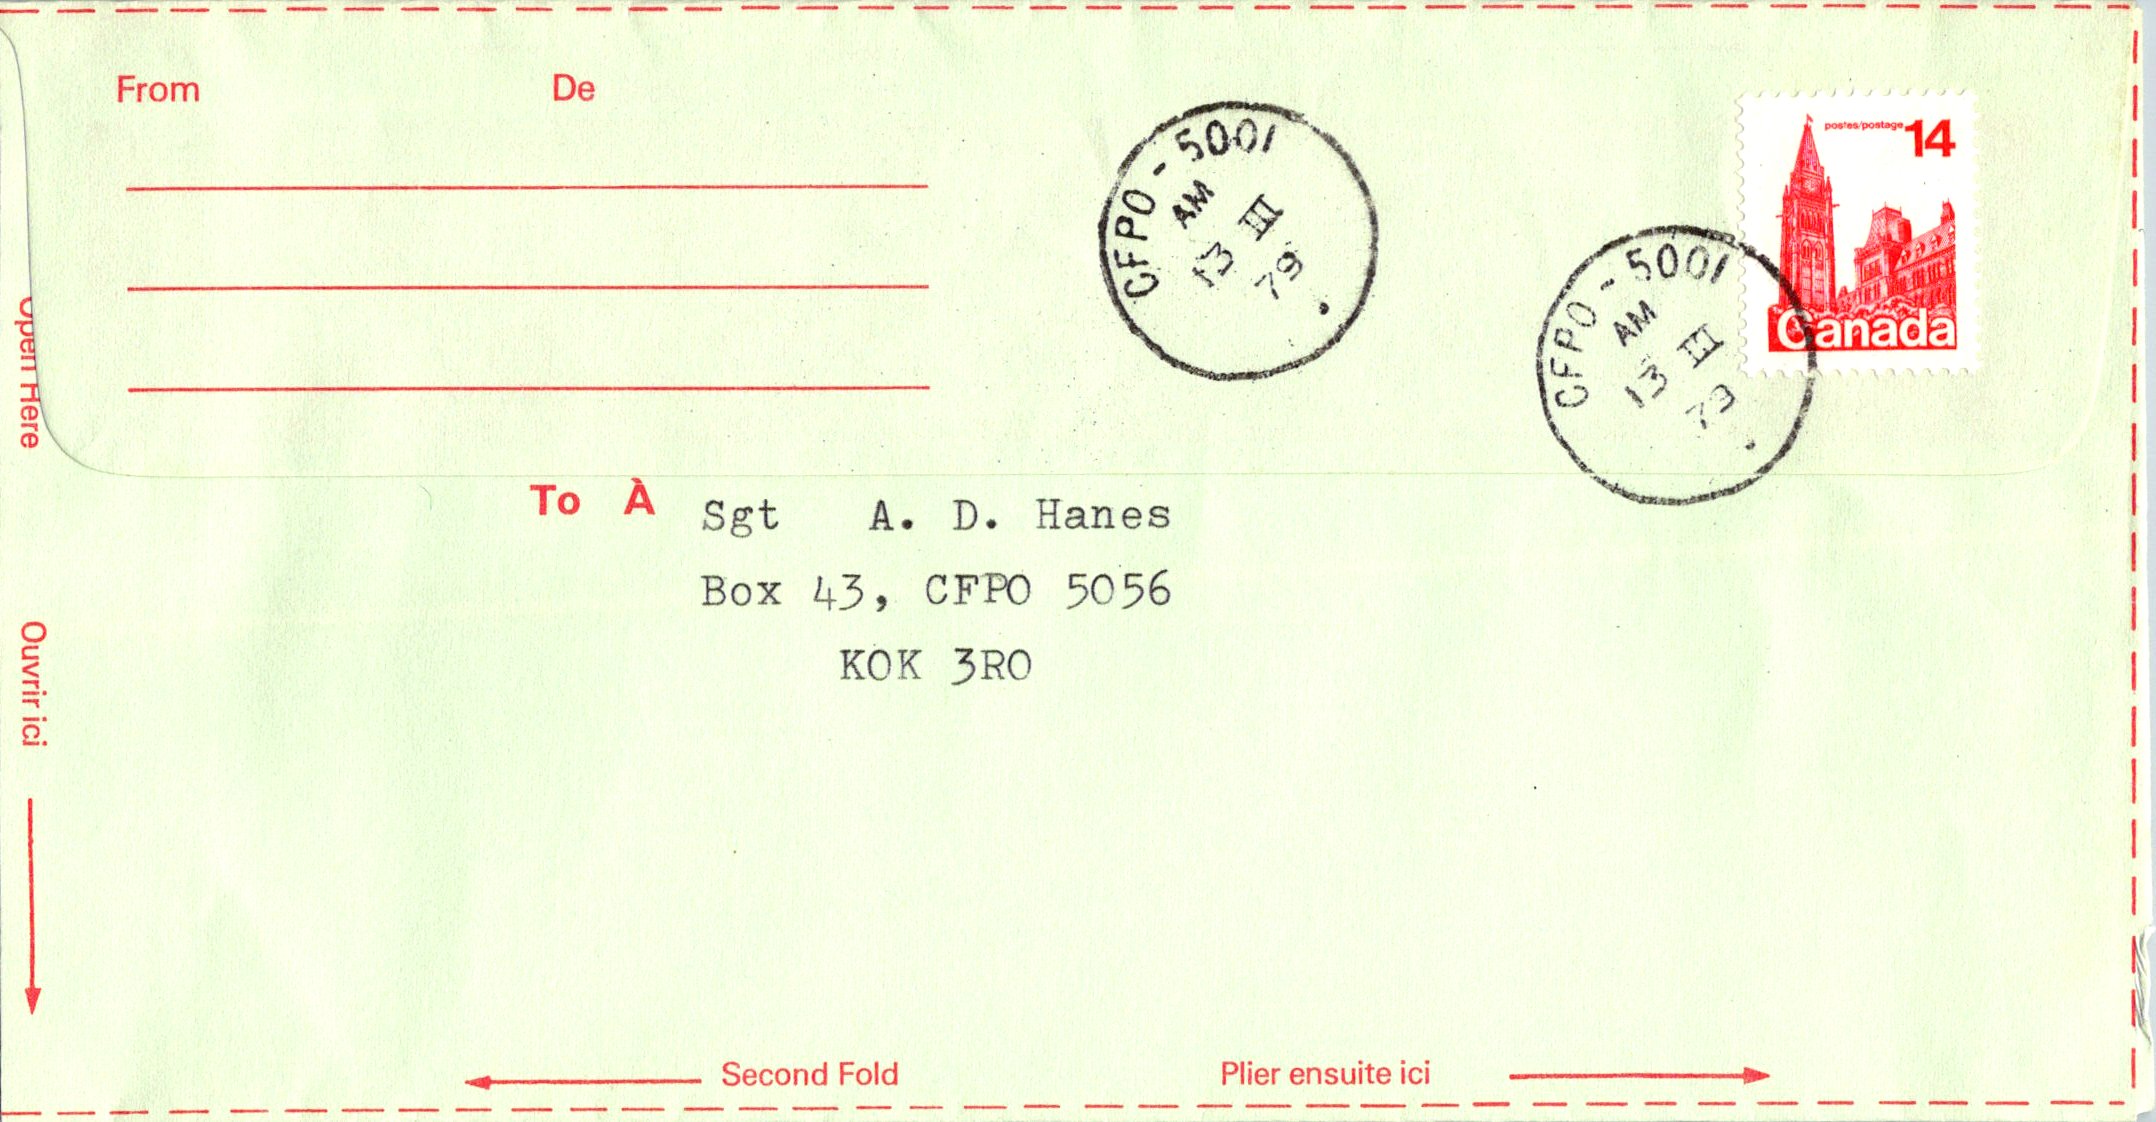 From De
postes/postage 14
Canada
CFPO - 5001
AM
13 III
79
CFPO - 5001
AM
13 III
79
Open Here
Ouvrir ici
To À
Sgt A. D. Hanes
Box 43, CFPO 5056
KOK 3RO
Second Fold Plier ensuite ici